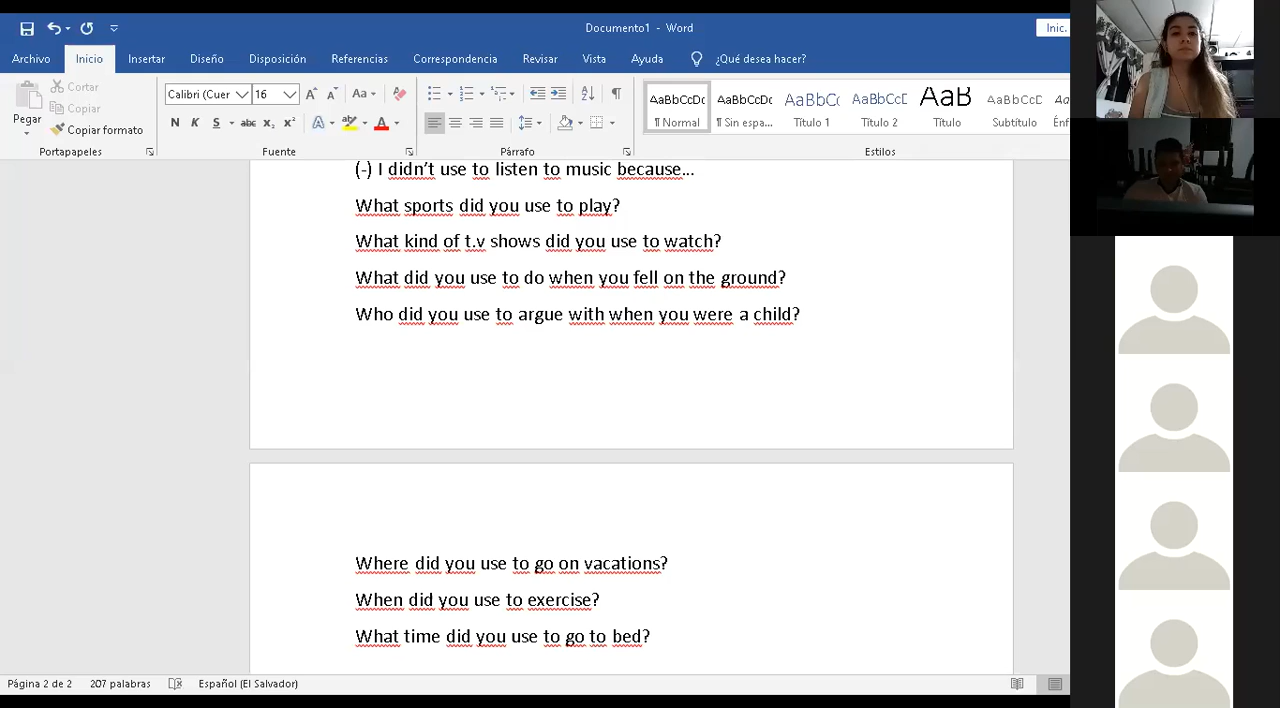 Documento1 - Word
Inic.
Archivo Inicio Insertar Diseño Disposición Referencias Correspondencia Revisar Vista Ayuda ¿Qué desea hacer?
Pegar
Cortar
Copiar
Copiar formato
Portapapeles
Calibri (Cuer 16
Aa
N K S abc x₂ x²
Fuente
Párrafo
AaBbCcDc AaBbCcDc AaBbCc AaBbCcD AaB AaBbCcD
¶ Normal ¶ Sin espa... Título 1 Título 2 Título Subtítulo Énf
Estilos
(-) I didn't use to listen to music because...
What sports did you use to play?
What kind of t.v shows did you use to watch?
What did you use to do when you fell on the ground?
Who did you use to argue with when you were a child?
Where did you use to go on vacations?
When did you use to exercise?
What time did you use to go to bed?
Página 2 de 2 207 palabras Español (El Salvador)